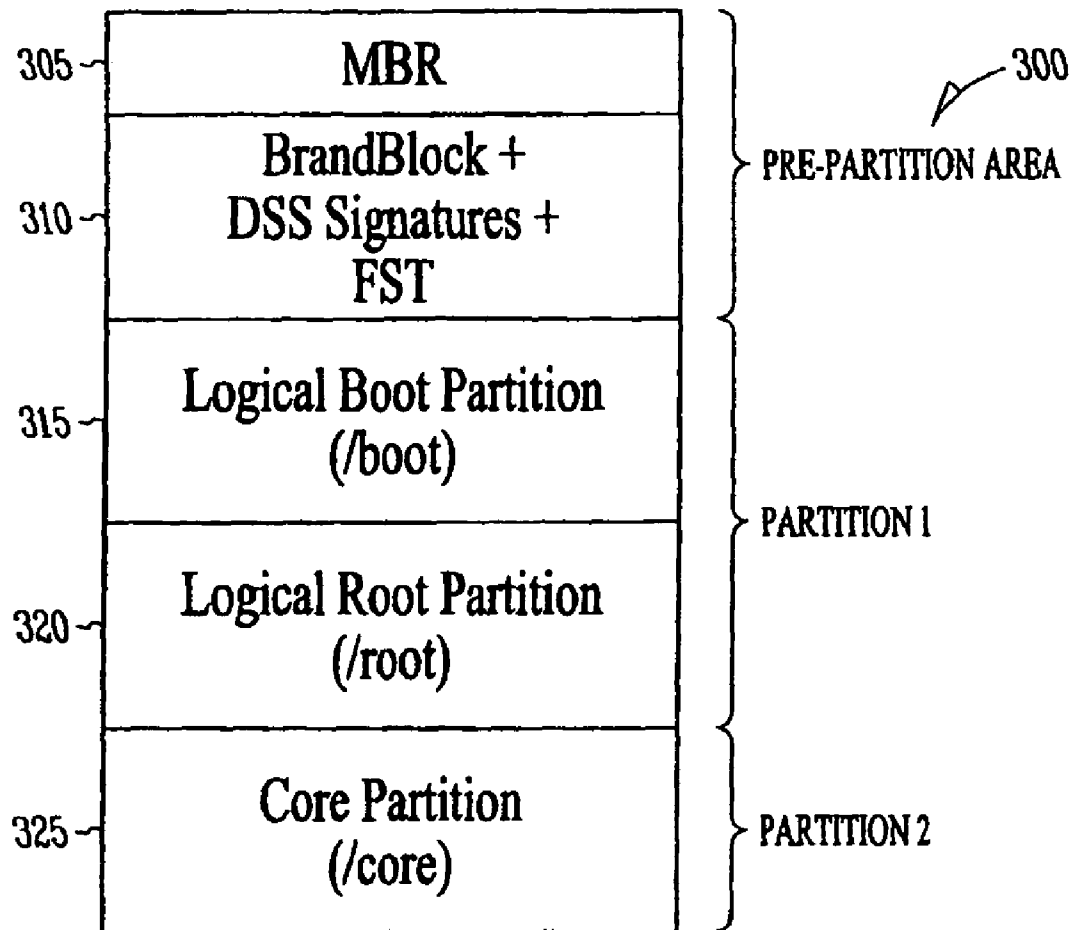 305
MBR
300
PRE-PARTITION AREA
310
BrandBlock +
DSS Signatures +
FST
315
Logical Boot Partition
(/boot)
PARTITION 1
320
Logical Root Partition
(/root)
325
Core Partition
(/core)
PARTITION 2